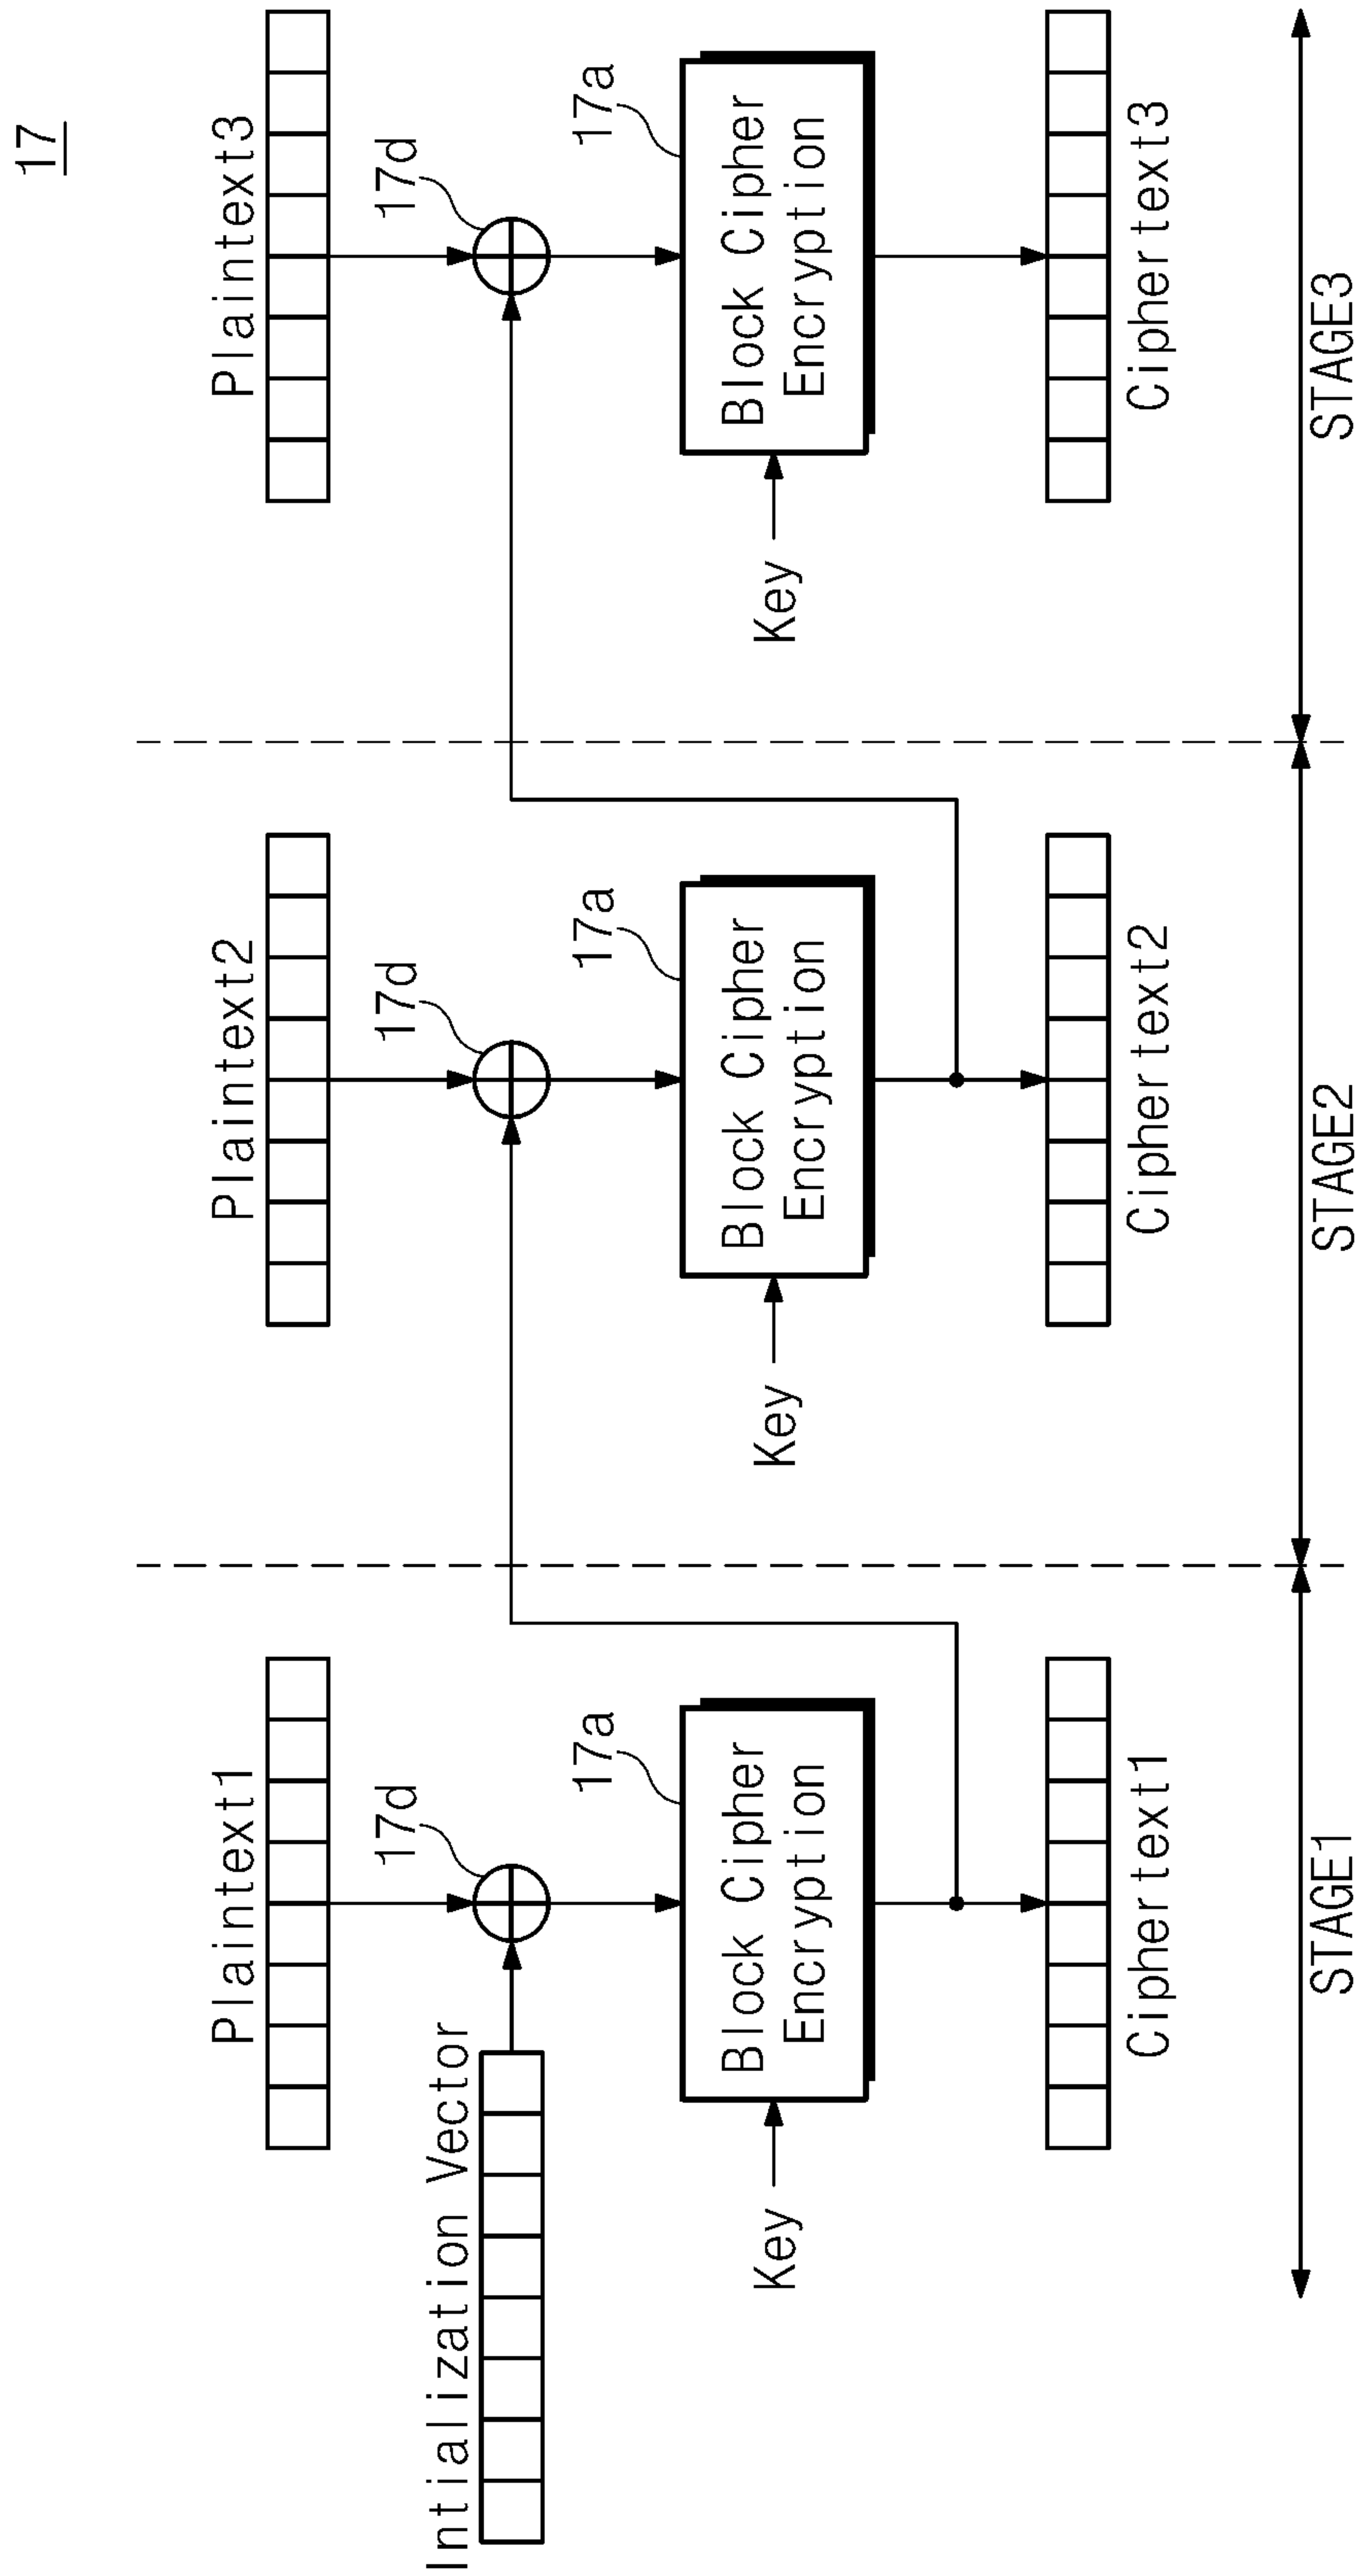 17
Plaintext1
Plaintext2
Plaintext3
17d
17d
17d
Intialization Vector
17a
17a
17a
Key
Block Cipher
Encryption
Key
Block Cipher
Encryption
Key
Block Cipher
Encryption
Ciphertext1
Ciphertext2
Ciphertext3
STAGE1
STAGE2
STAGE3